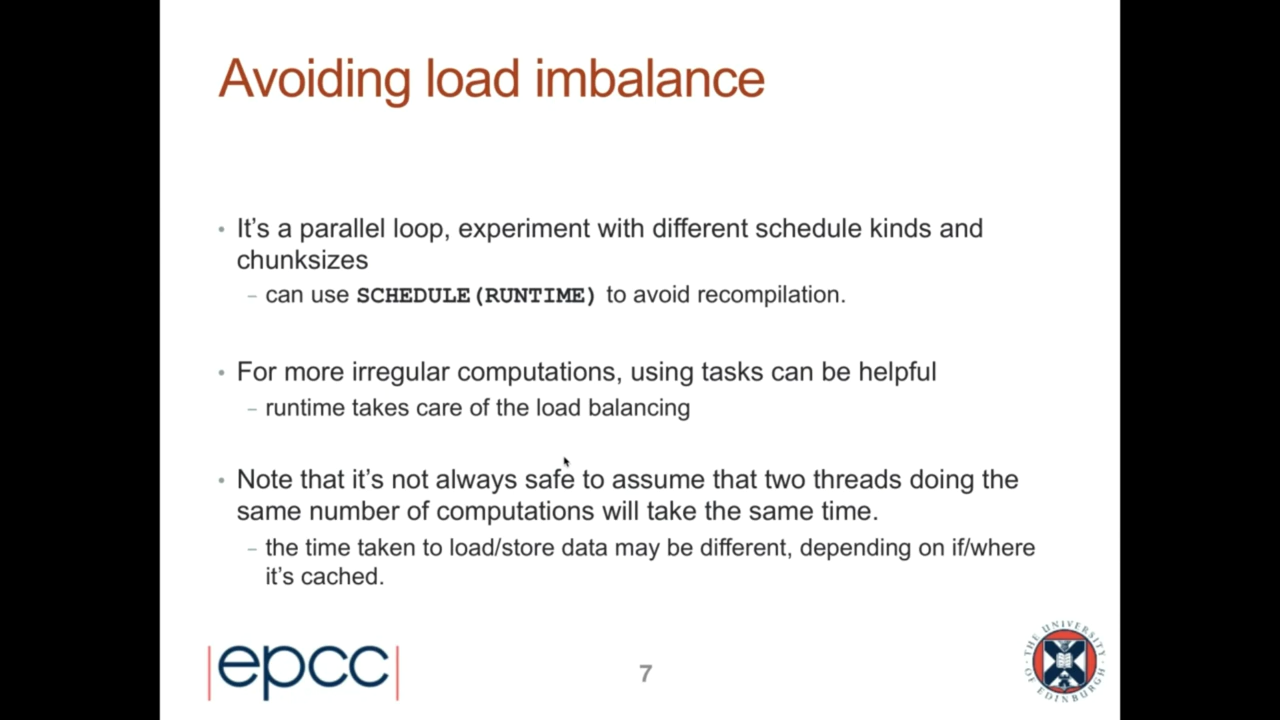 Avoiding load imbalance
• It's a parallel loop, experiment with different schedule kinds and
chunksizes
– can use SCHEDULE(RUNTIME) to avoid recompilation.
• For more irregular computations, using tasks can be helpful
– runtime takes care of the load balancing
• Note that it's not always safe to assume that two threads doing the
same number of computations will take the same time.
– the time taken to load/store data may be different, depending on if/where
it's cached.
|epcc|
7
THE UNIVERSITY OF EDINBURGH